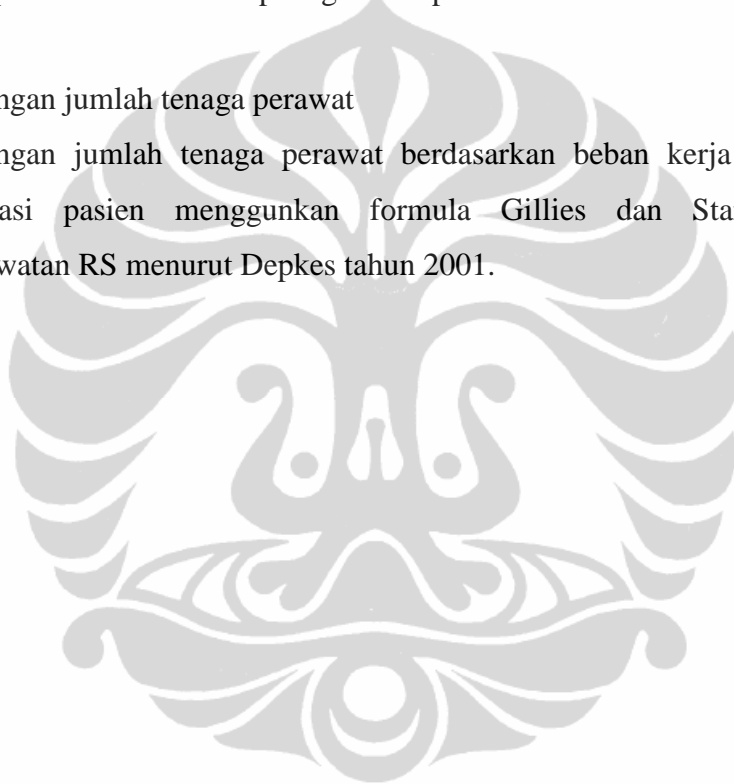 ngan jumlah tenaga perawat
ngan jumlah tenaga perawat berdasarkan beban kerja
asi pasien menggunkan formula Gillies dan Sta
watan RS menurut Depkes tahun 2001.